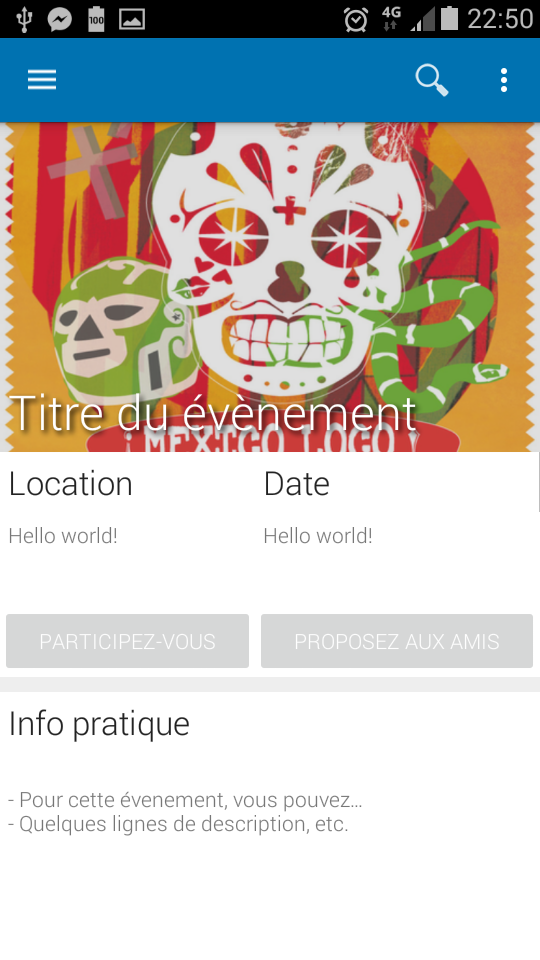 100
4G
22:50
Titre du évènement
¡MEXICO LOCO!
Location
Date
Hello world!
Hello world!
PARTICIPEZ-VOUS
PROPOSEZ AUX AMIS
Info pratique
- Pour cette évenement, vous pouvez...
- Quelques lignes de description, etc.